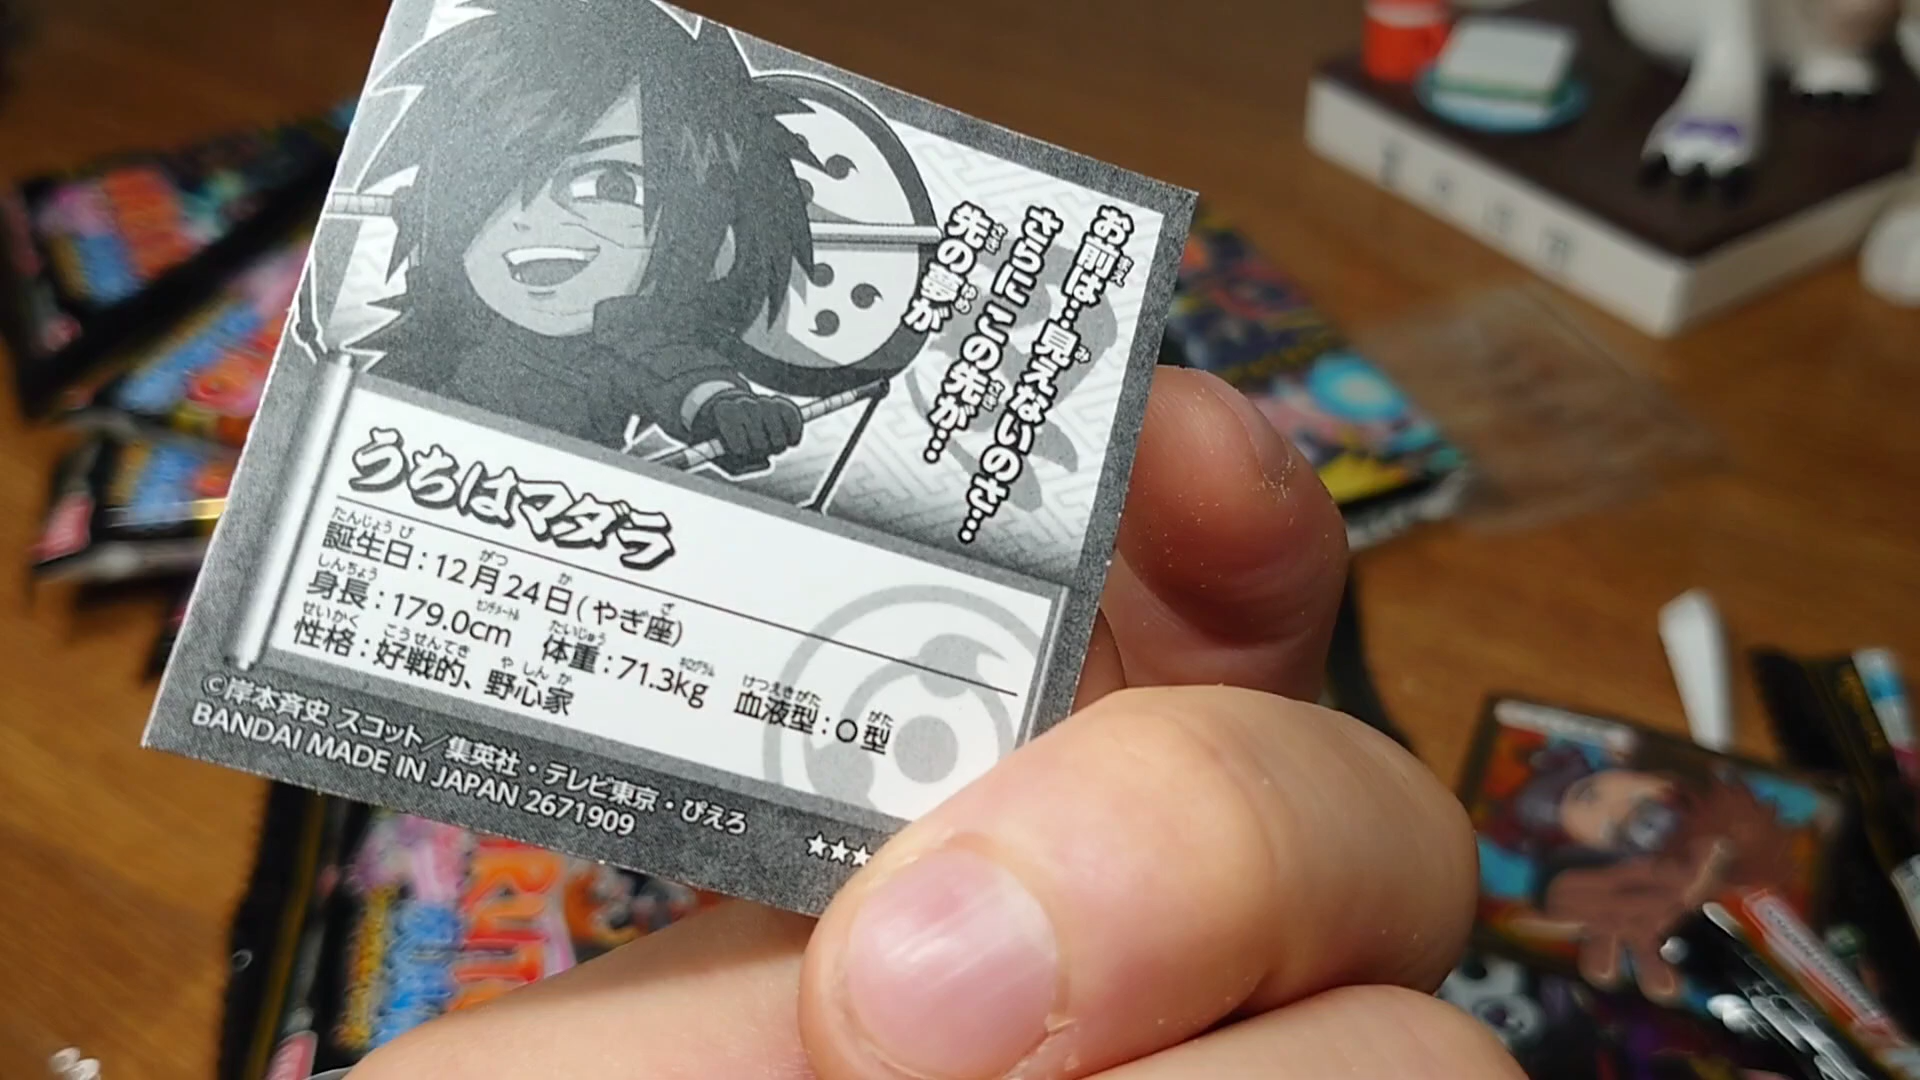 お前は…見えないのさ…
さらにこの先が…
先の夢が
うちはマダラ
誕生日：12月24日(やぎ座)
身長：179.0cm 体重：71.3kg 血液型：O型
性格：好戦的、野心家
©岸本斉史 スコット／集英社・テレビ東京・ぴえろ
BANDAI MADE IN JAPAN 2671909
★★★